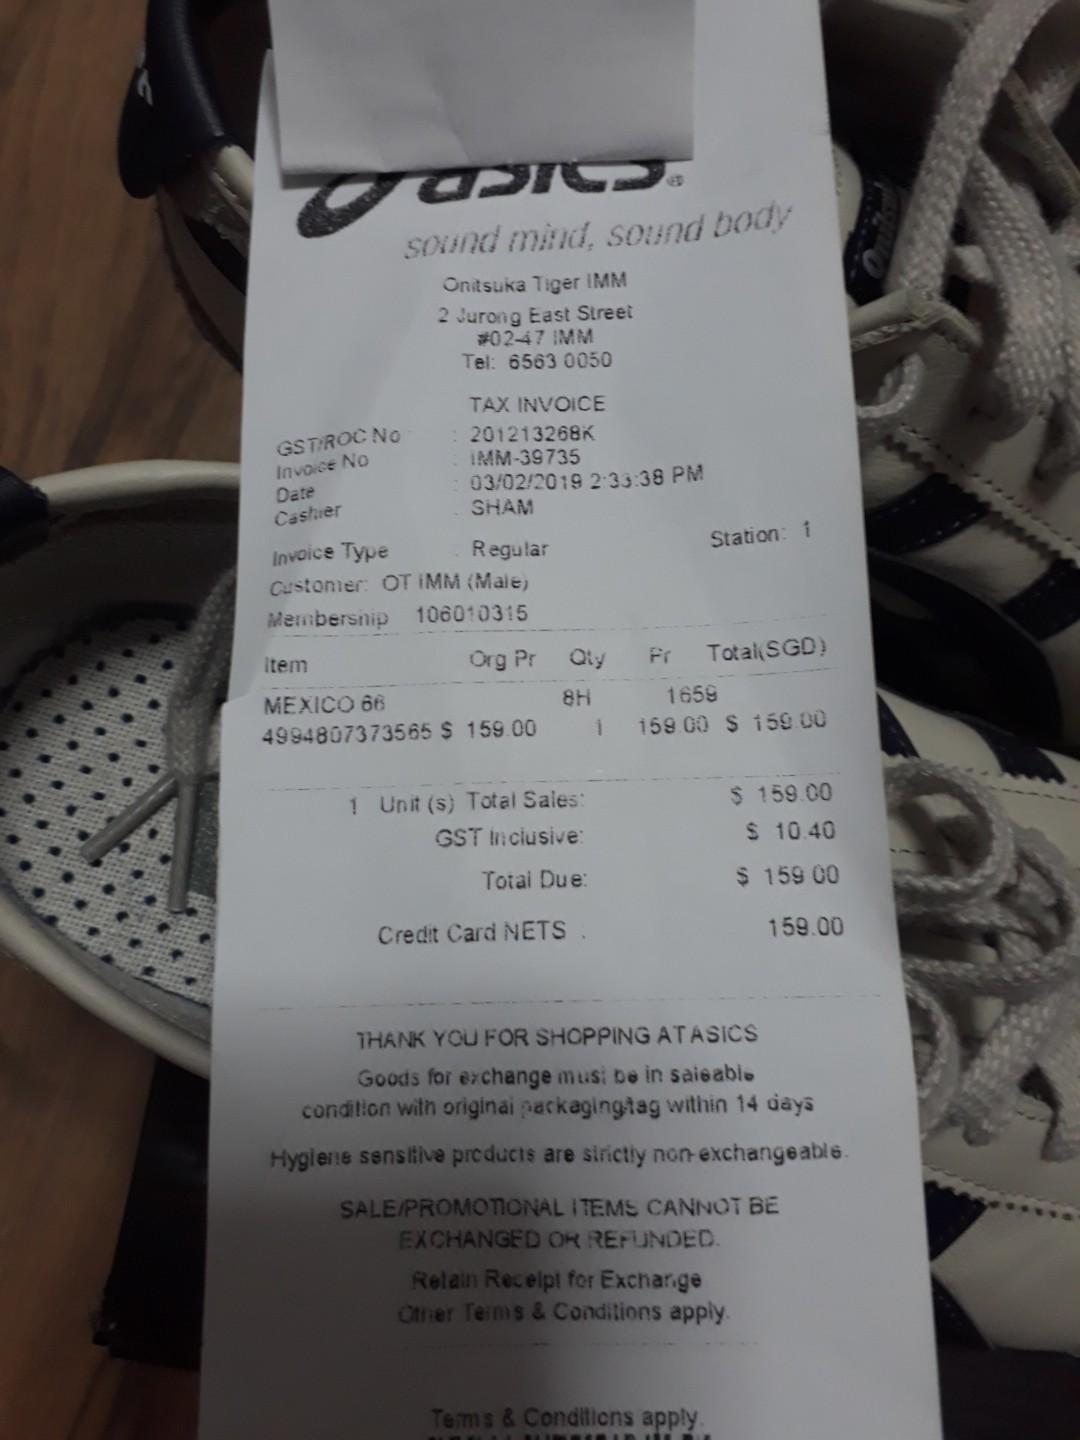 asics®
sound mind, sound body
Onitsuka Tiger IMM
2 Jurong East Street
#02-47 IMM
Tel: 6563 0050
TAX INVOICE
GST/ROC No : 201213268K
Invoice No : IMM-39735
Date : 03/02/2019 2:33:38 PM
Cashier : SHAM
Invoice Type : Regular Station: 1
Customer: OT IMM (Male)
Membership 106010315
Item Org Pr Qty Pr Total(SGD)
MEXICO 66 8H 1659
4994807373565 $ 159.00 1 159.00 $ 159.00
1 Unit (s) Total Sales: $ 159.00
GST Inclusive: $ 10.40
Total Due: $ 159.00
Credit Card NETS : 159.00
THANK YOU FOR SHOPPING AT ASICS
Goods for exchange must be in saleable
condition with original packaging/tag within 14 days
Hygiene sensitive products are strictly non-exchangeable.
SALE/PROMOTIONAL ITEMS CANNOT BE
EXCHANGED OR REFUNDED.
Retain Receipt for Exchange
Other Terms & Conditions apply.
Terms & Conditions apply.